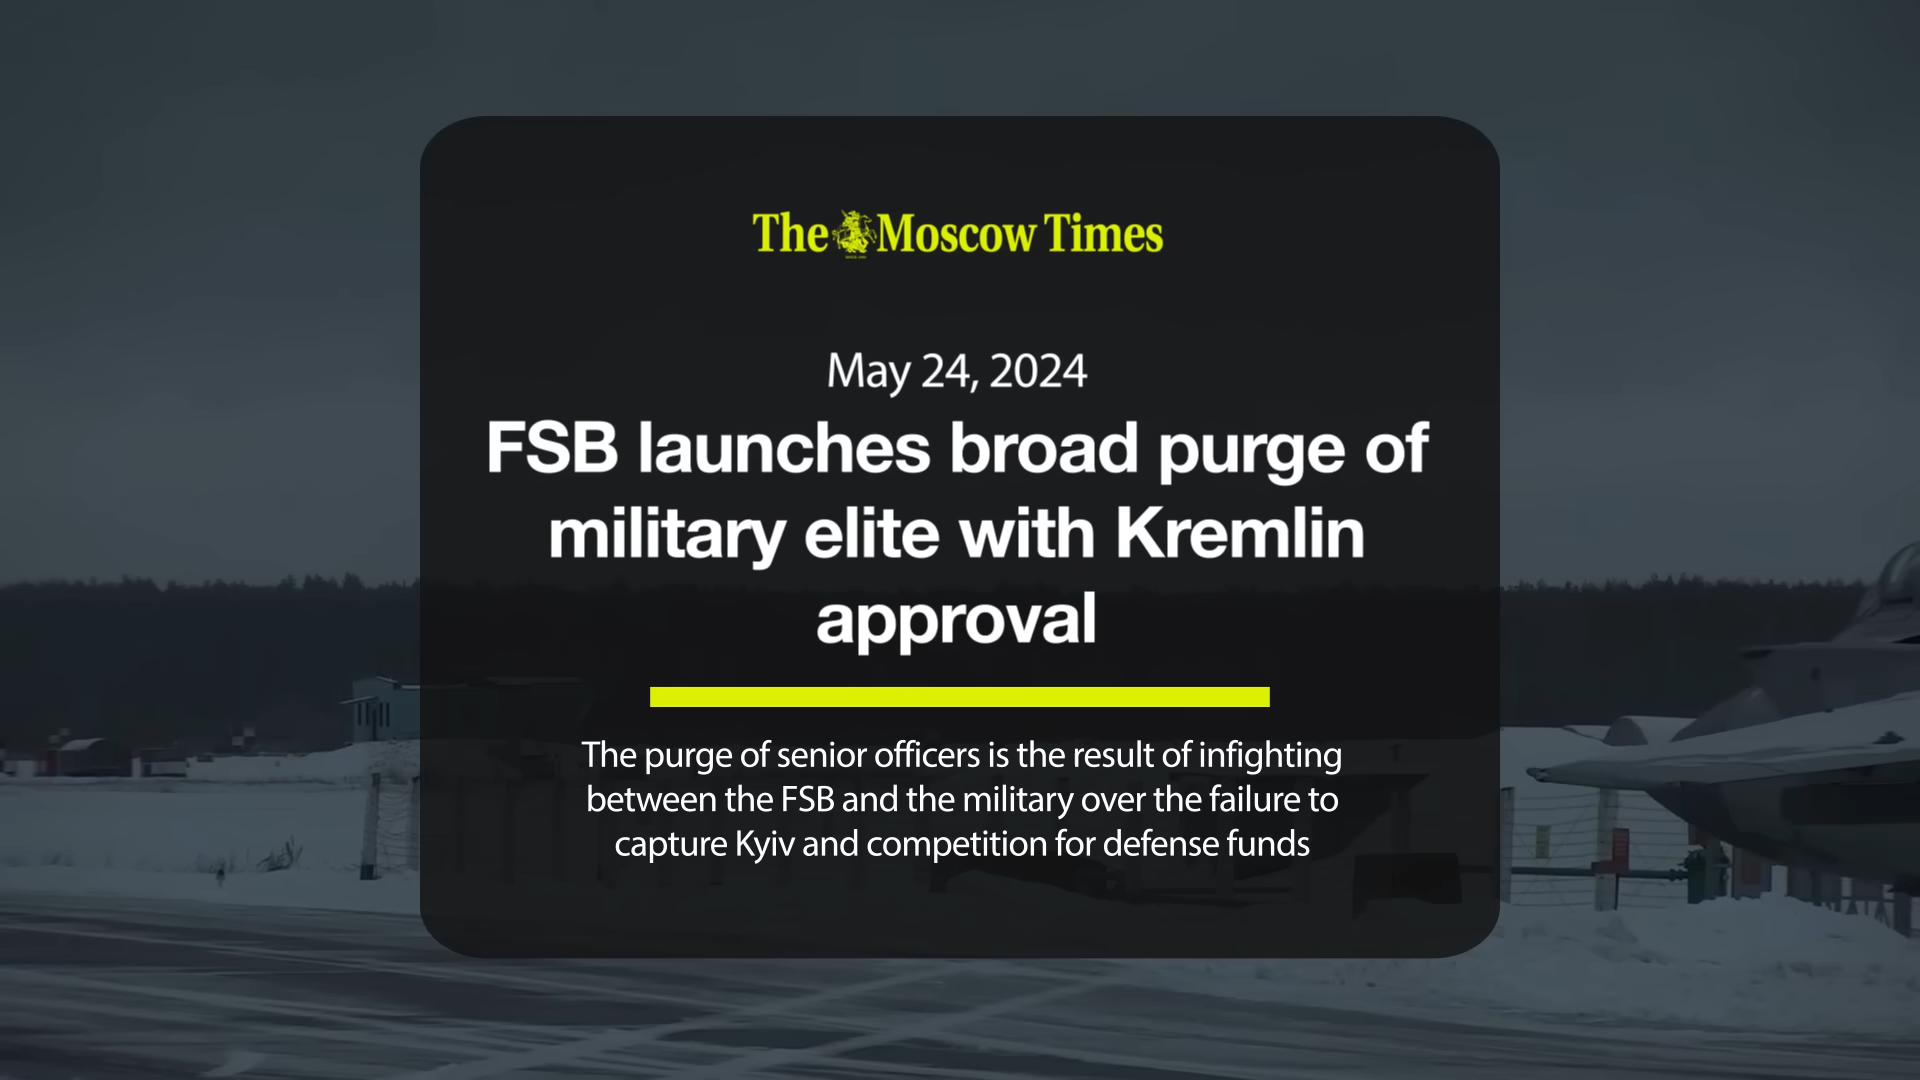 The Moscow Times
May 24, 2024
FSB launches broad purge of
military elite with Kremlin
approval
The purge of senior officers is the result of infighting
between the FSB and the military over the failure to
capture Kyiv and competition for defense funds